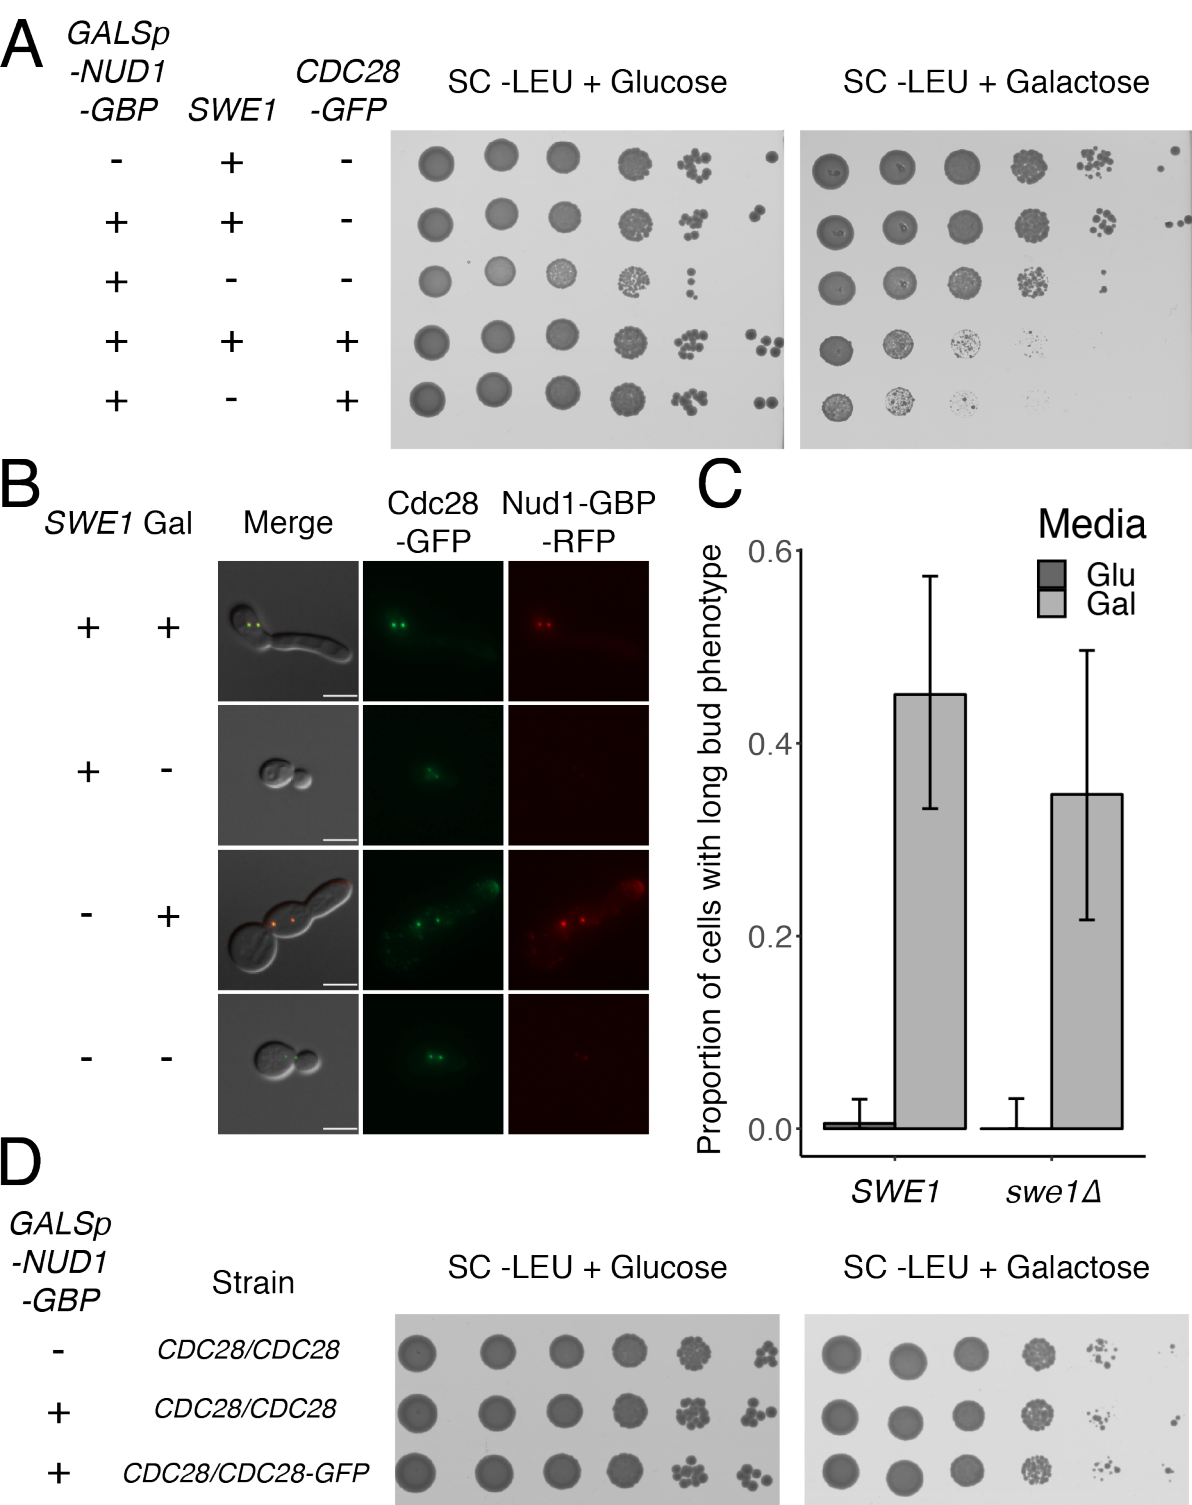 A
GALSp
-NUD1
-GBP
SWE1
CDC28
-GFP
SC -LEU + Glucose
SC -LEU + Galactose
- + -
+ + -
+ - -
+ + +
+ - +
B
SWE1 Gal
Merge
Cdc28
-GFP
Nud1-GBP
-RFP
+ +
+ -
- +
- -
C
Proportion of cells with long bud phenotype
0.6
0.4
0.2
0.0
Media
Glu
Gal
SWE1
swe1Δ
D
GALSp
-NUD1
-GBP
Strain
SC -LEU + Glucose
SC -LEU + Galactose
- CDC28/CDC28
+ CDC28/CDC28
+ CDC28/CDC28-GFP